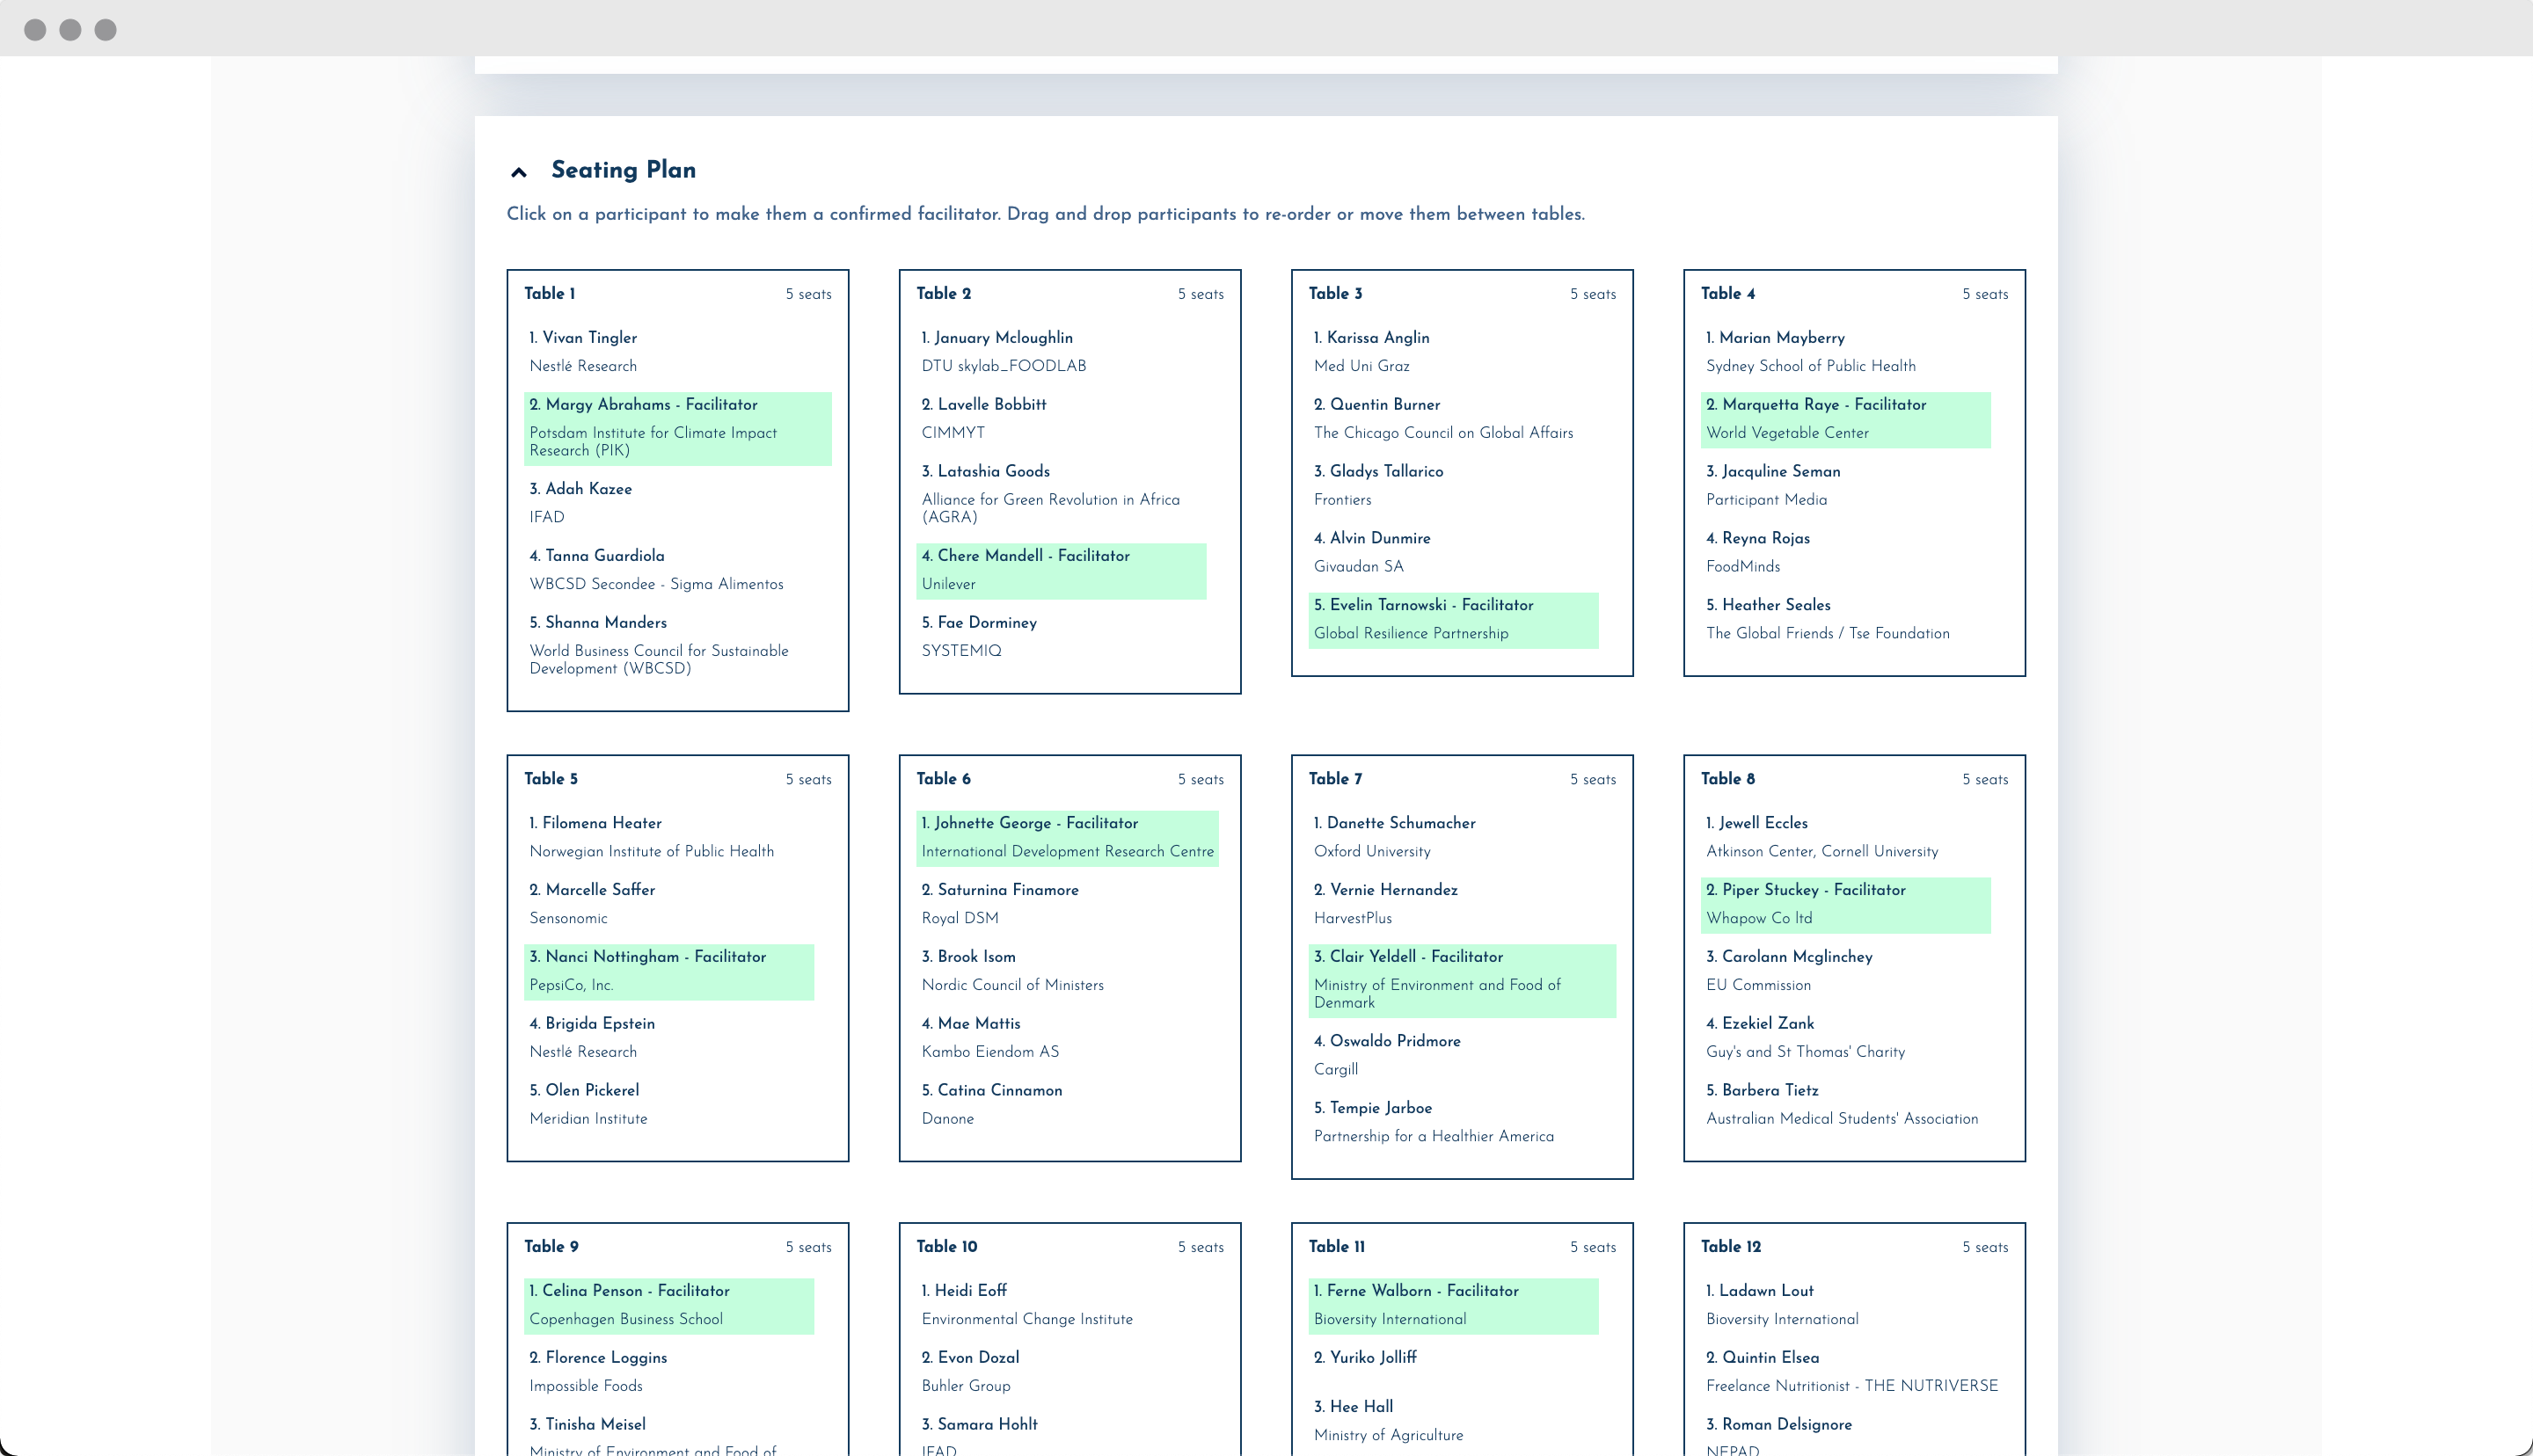 Seating Plan
Click on a participant to make them a confirmed facilitator. Drag and drop participants to re-order or move them between tables.
Table 1 5 seats
1. Vivan Tingler
Nestlé Research
2. Margy Abrahams - Facilitator
Potsdam Institute for Climate Impact
Research (PIK)
3. Adah Kazee
IFAD
4. Tanna Guardiola
WBCSD Secondee - Sigma Alimentos
5. Shanna Manders
World Business Council for Sustainable
Development (WBCSD)
Table 2 5 seats
1. January Mcloughlin
DTU skylab_FOODLAB
2. Lavelle Bobbitt
CIMMYT
3. Latashia Goods
Alliance for Green Revolution in Africa
(AGRA)
4. Chere Mandell - Facilitator
Unilever
5. Fae Dorminey
SYSTEMIQ
Table 3 5 seats
1. Karissa Anglin
Med Uni Graz
2. Quentin Burner
The Chicago Council on Global Affairs
3. Gladys Tallarico
Frontiers
4. Alvin Dunmire
Givaudan SA
5. Evelin Tarnowski - Facilitator
Global Resilience Partnership
Table 4 5 seats
1. Marian Mayberry
Sydney School of Public Health
2. Marquetta Raye - Facilitator
World Vegetable Center
3. Jacquline Seman
Participant Media
4. Reyna Rojas
FoodMinds
5. Heather Seales
The Global Friends / Tse Foundation
Table 5 5 seats
1. Filomena Heater
Norwegian Institute of Public Health
2. Marcelle Saffer
Sensonomic
3. Nanci Nottingham - Facilitator
PepsiCo, Inc.
4. Brigida Epstein
Nestlé Research
5. Olen Pickerel
Meridian Institute
Table 6 5 seats
1. Johnette George - Facilitator
International Development Research Centre
2. Saturnina Finamore
Royal DSM
3. Brook Isom
Nordic Council of Ministers
4. Mae Mattis
Kambo Eiendom AS
5. Catina Cinnamon
Danone
Table 7 5 seats
1. Danette Schumacher
Oxford University
2. Vernie Hernandez
HarvestPlus
3. Clair Yeldell - Facilitator
Ministry of Environment and Food of
Denmark
4. Oswaldo Pridmore
Cargill
5. Tempie Jarboe
Partnership for a Healthier America
Table 8 5 seats
1. Jewell Eccles
Atkinson Center, Cornell University
2. Piper Stuckey - Facilitator
Whapow Co ltd
3. Carolann Mcglinchey
EU Commission
4. Ezekiel Zank
Guy's and St Thomas' Charity
5. Barbera Tietz
Australian Medical Students' Association
Table 9 5 seats
1. Celina Penson - Facilitator
Copenhagen Business School
2. Florence Loggins
Impossible Foods
3. Tinisha Meisel
Ministry of Environment and Food of
Table 10 5 seats
1. Heidi Eoff
Environmental Change Institute
2. Evon Dozal
Buhler Group
3. Samara Hohlt
IFAD
Table 11 5 seats
1. Ferne Walborn - Facilitator
Bioversity International
2. Yuriko Jolliff
3. Hee Hall
Ministry of Agriculture
Table 12 5 seats
1. Ladawn Lout
Bioversity International
2. Quintin Elsea
Freelance Nutritionist - THE NUTRIVERSE
3. Roman Delsignore
NEPAD